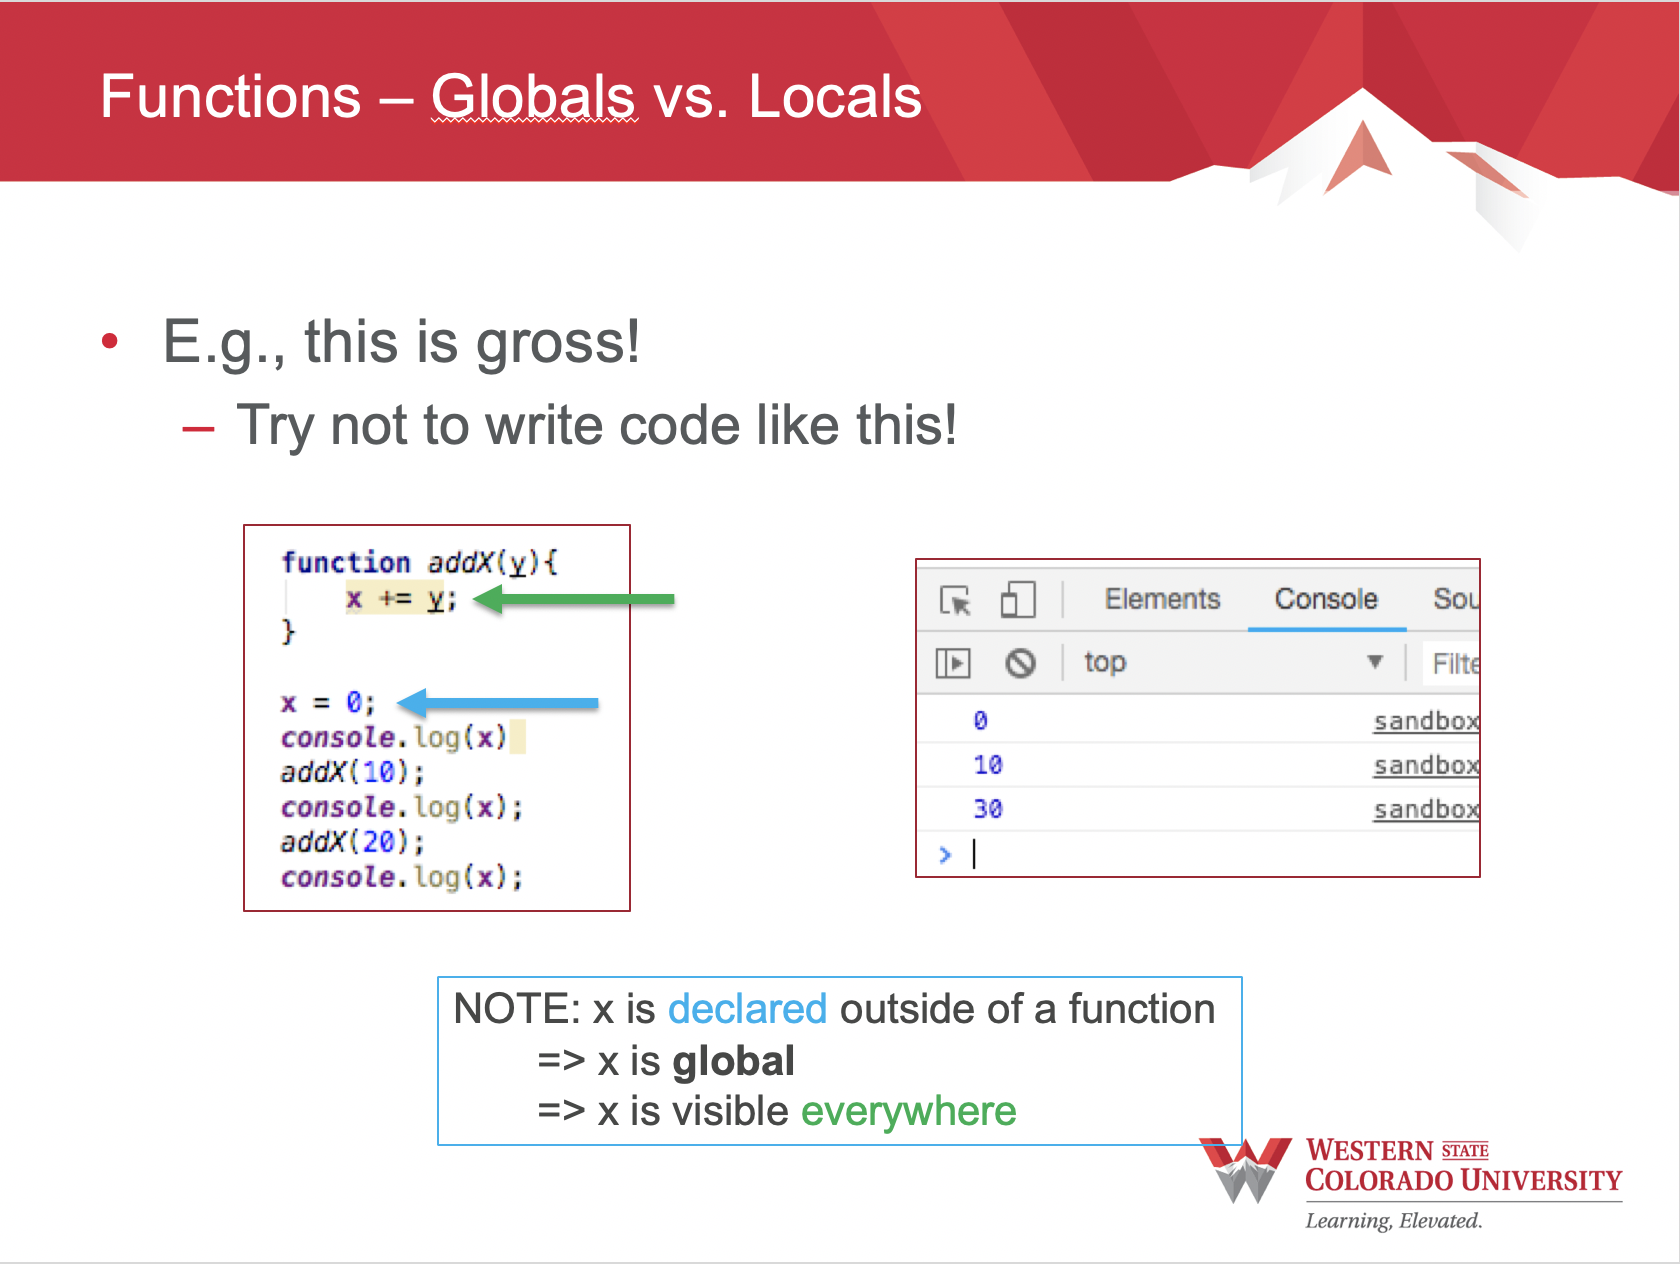 Functions – Globals vs. Locals
• E.g., this is gross!
– Try not to write code like this!
function addX(y){
x += y;
}
x = 0;
console.log(x)
addX(10);
console.log(x);
addX(20);
console.log(x);
Elements Console Sou
top ▼ Filte
0 sandbox
10 sandbox
30 sandbox
>
NOTE: x is declared outside of a function
=> x is global
=> x is visible everywhere
WESTERN STATE
COLORADO UNIVERSITY
Learning, Elevated.